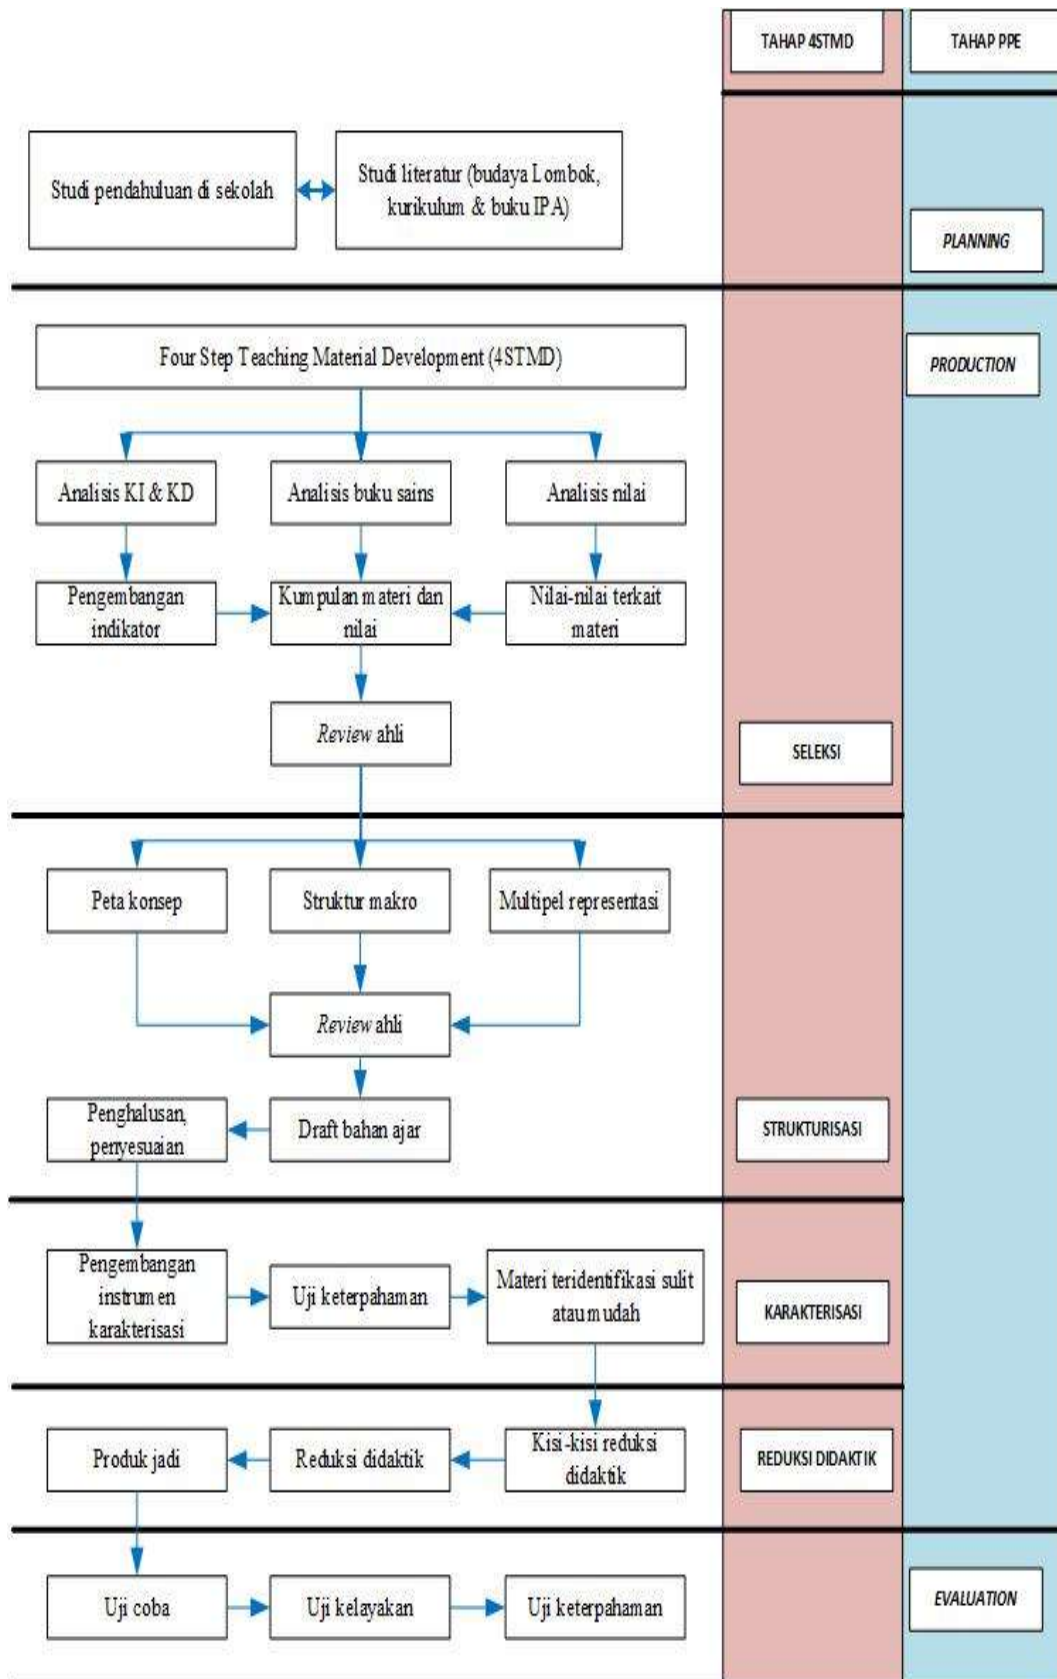 TAHAP 4STMD
TAHAP PPE
Studi pendahuluan di sekolah
Studi literatur (budaya Lombok,
kurikulum & buku IPA)
PLANNING
Four Step Teaching Material Development (4STMD)
PRODUCTION
Analisis KI & KD
Analisis buku sains
Analisis nilai
Pengembangan
indikator
Kumpulan materi dan
nilai
Nilai-nilai terkait
materi
Review ahli
SELEKSI
Peta konsep
Struktur makro
Multipel representasi
Review ahli
Penghalusan,
penyesuaian
Draft bahan ajar
STRUKTURISASI
Pengembangan
instrumen
karakterisasi
Uji keterpahaman
Materi teridentifikasi sulit
atau mudah
KARAKTERISASI
Produk jadi
Reduksi didaktik
Kisi-kisi reduksi
didaktik
REDUKSI DIDAKTIK
Uji coba
Uji kelayakan
Uji keterpahaman
EVALUATION